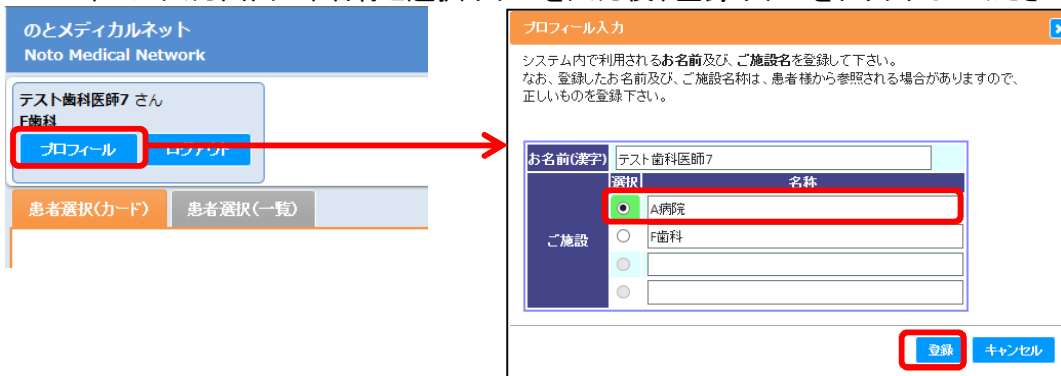 のとメディカルネット
Noto Medical Network
テスト歯科医師7 さん
F歯科
プロフィール ログアウト
患者選択(カード) 患者選択(一覧)
プロフィール入力
システム内で利用されるお名前及び、ご施設名を登録して下さい。
なお、登録したお名前及び、ご施設名称は、患者様から参照される場合がありますので、
正しいものを登録下さい。
お名前(漢字) テスト歯科医師7
選択 名称
A病院
ご施設 F歯科
登録 キャンセル